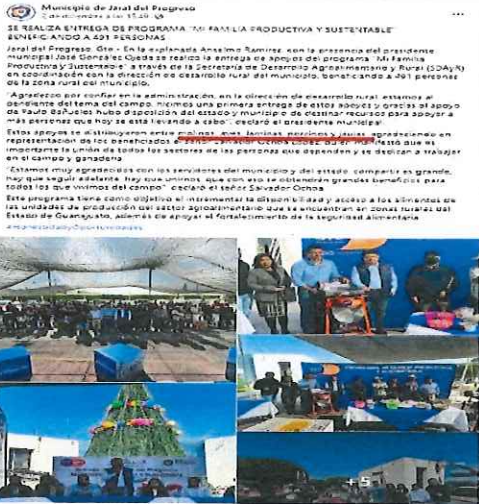 Municipio de Jaral del Progreso
2 de diciembre a las 15:49
SE REALIZA ENTREGA DE PROGRAMA "MI FAMILIA PRODUCTIVA Y SUSTENTABLE"
BENEFICIANDO A 491 PERSONAS
Jaral del Progreso, Gto.- En la explanada Anselmo Ramírez, con la presencia del presidente
municipal José González Ojeda se realizó la entrega de apoyos del programa "Mi Familia
Productiva y Sustentable" a través de la Secretaría de Desarrollo Agroalimentario y Rural (SDAyR)
en coordinación con la dirección de desarrollo rural del municipio, beneficiando a 491 personas
de la zona rural del municipio.
"Agradezco por confiar en la administración, en la dirección de desarrollo rural, estamos al
pendiente del tema del campo, hicimos una primera entrega de estos apoyos y gracias al apoyo
de Paulo Bañuelos hubo disposición del estado y municipio de destinar recursos para apoyar a
más personas que hoy se está llevando a cabo", declaró el presidente municipal
Estos apoyos se distribuyeron entre molinos, aves, laminas, porcinos y jaulas, agradeciendo en
representación de los beneficiados el señor Salvador Ochoa López, quien manifestó que es
importante la unión de todos los sectores de las personas que dependen y se dedican a trabajar
en el campo y ganadería.
"Estamos muy agradecidos con los servidores del municipio y del estado, compartir es grande,
hay que seguir adelante, hay que unirnos, que con eso se obtendrán grandes beneficios para
todos los que vivimos del campo", declaró el señor Salvador Ochoa.
Este programa tiene como objetivo el incrementar la disponibilidad y acceso a los alimentos de
las unidades de producción del sector agroalimentario que se encuentran en zonas rurales del
Estado de Guanajuato, además de apoyar el fortalecimiento de la seguridad alimentaria.
+5